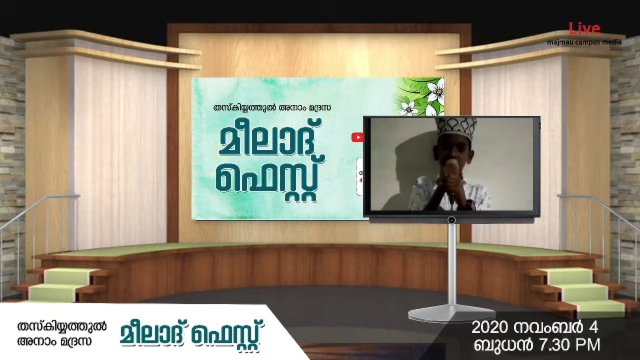 Live
majmau campus media
തസ്കിയ്യത്തുൽ അനാം മദ്രസ
മീലാദ്
ഫെസ്റ്റ്
തസ്കിയ്യത്തുൽ
അനാം മദ്രസ
മീലാദ് ഫെസ്റ്റ്
2020 നവംബർ 4
ബുധൻ 7.30 PM